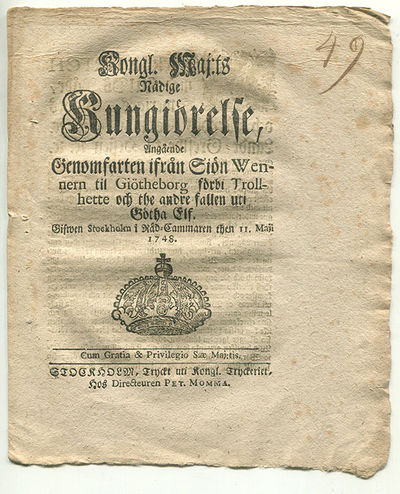 49
Kongl. Maj:ts
Nådige
Kungiörelse,
Angående
Genomfarten ifrån Siön Wen-
nern til Giötheborg förbi Troll-
hette och the andre fallen uti
Götha Elf.
Gifwen Stockholm i Råd-Cammaren then 11. Maji
1748.
Cum Gratia & Privilegio Sæ Maj:tis.
STOCKHOLM, Tryckt uti Kongl. Tryckeriet,
Hos Directeuren PET. MOMMA.